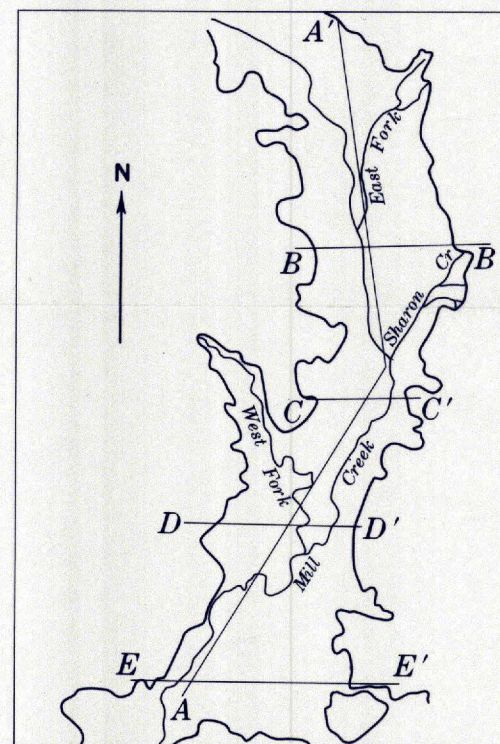 A'
N
East Fork
B
B
Sharon Cr
C
C'
West Fork
Creek
D
D'
Mill
E
E'
A